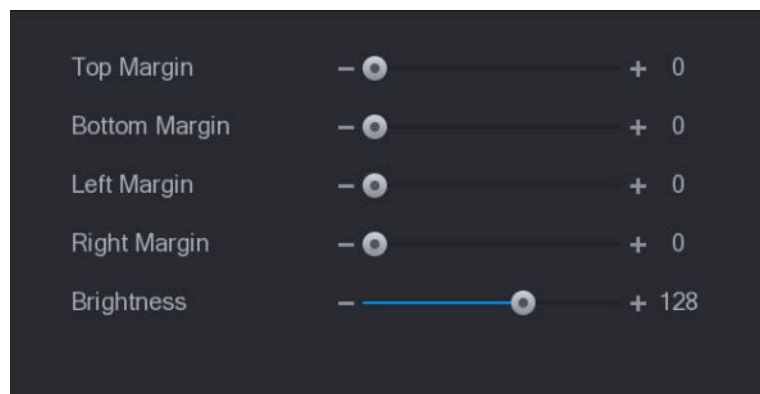 Top Margin − + 0
Bottom Margin − + 0
Left Margin − + 0
Right Margin − + 0
Brightness − + 128